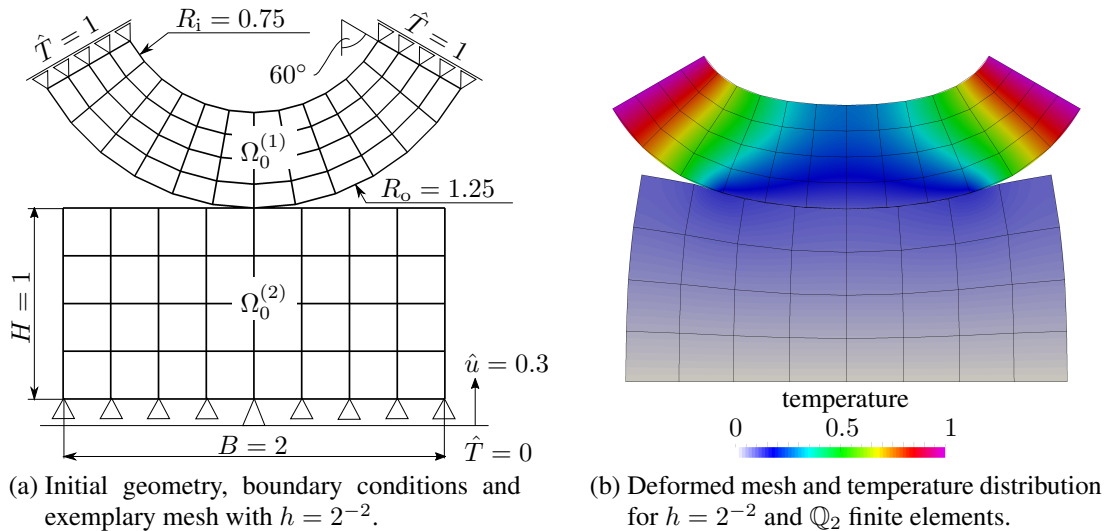 T̂ = 1
R_i = 0.75
T̂ = 1
60°
Ω_0^(1)
R_o = 1.25
H = 1
Ω_0^(2)
û = 0.3
B = 2
T̂ = 0
temperature
0 0.5 1
(a) Initial geometry, boundary conditions and
exemplary mesh with h = 2^−2.
(b) Deformed mesh and temperature distribution
for h = 2^−2 and ℚ_2 finite elements.